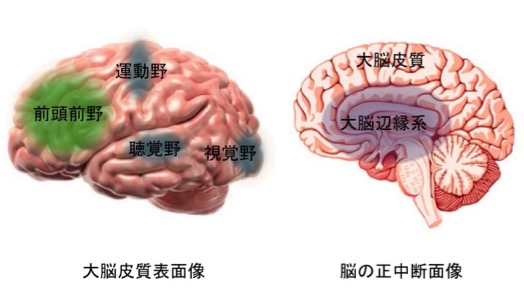 運動野
前頭前野
聴覚野
視覚野
大脳皮質
大脳辺縁系
大脳皮質表面像
脳の正中断面像